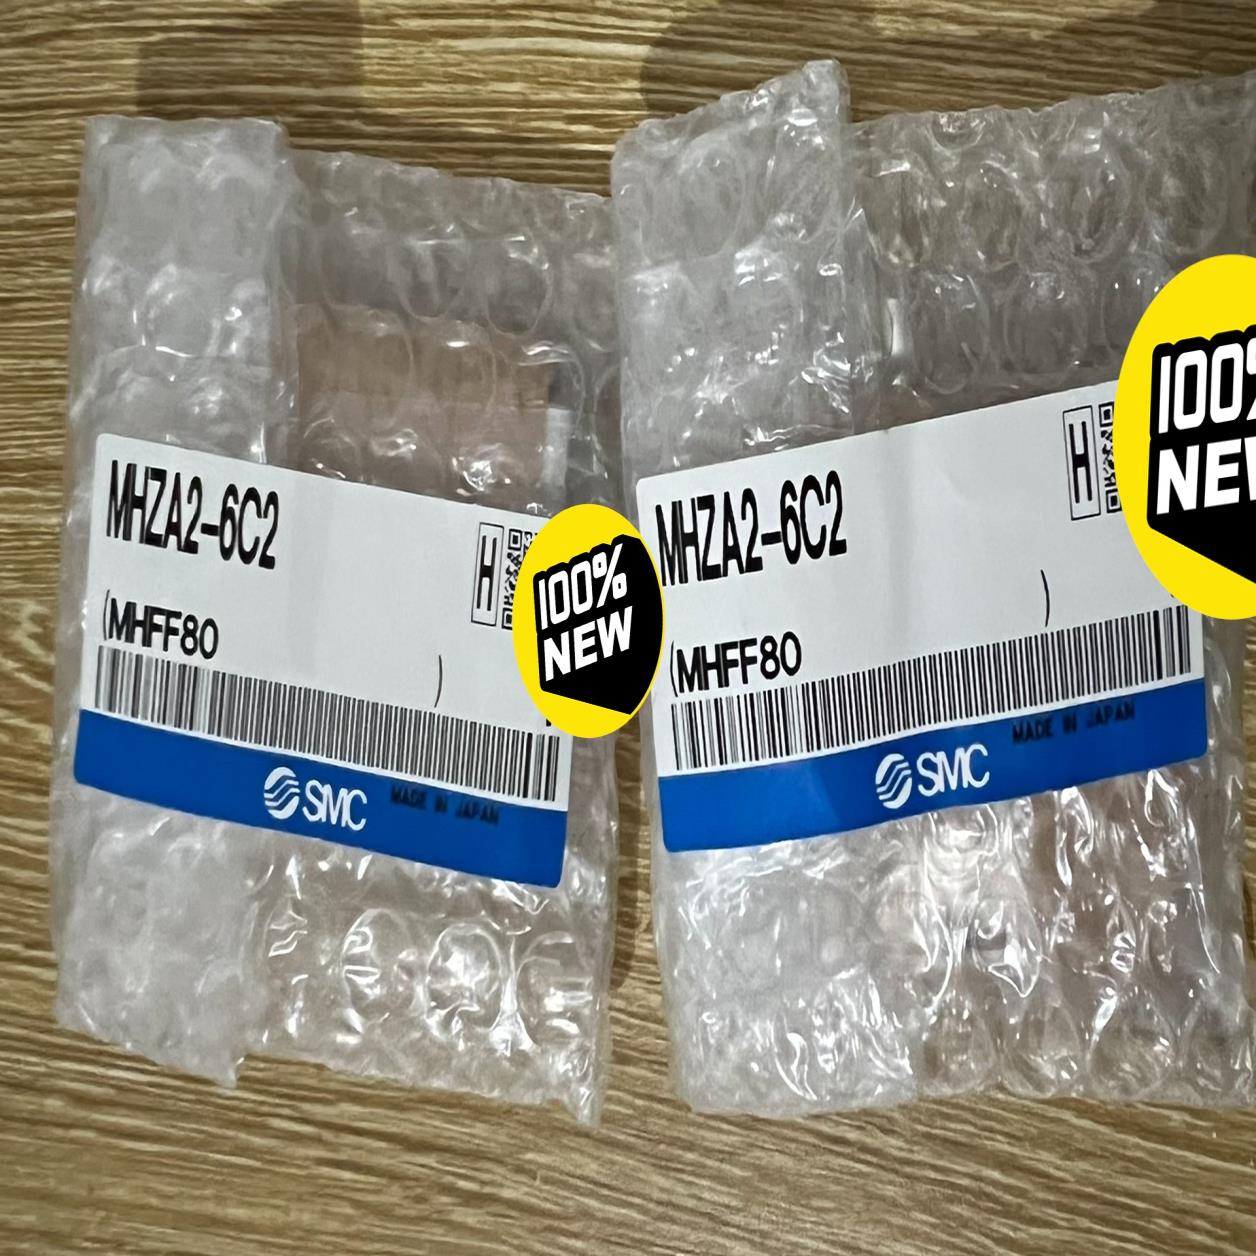 MHZA2-6C2
H
(MHFF80 )
SMC
MADE IN JAPAN
100%
NEW
MHZA2-6C2
H
(MHFF80 )
SMC
MADE IN JAPAN
100%
NEW